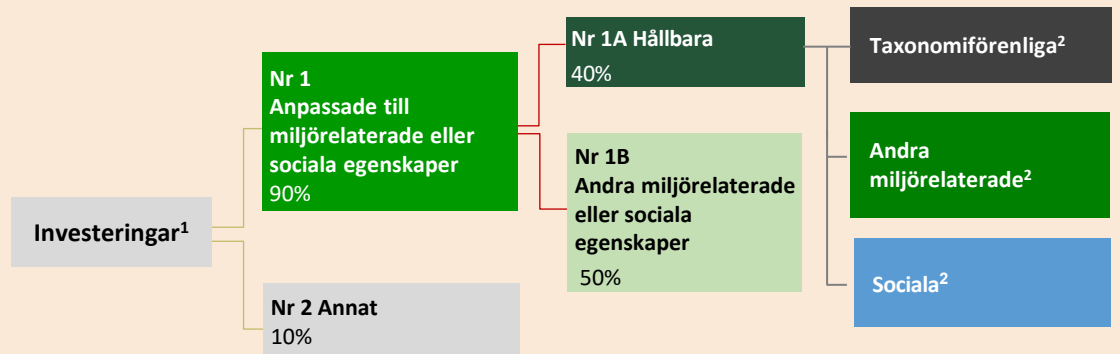 Investeringar¹
Nr 1
Anpassade till
miljörelaterade eller
sociala egenskaper
90%
Nr 2 Annat
10%
Nr 1A Hållbara
40%
Nr 1B
Andra miljörelaterade
eller sociala
egenskaper
50%
Taxonomiförenliga²
Andra
miljörelaterade²
Sociala²